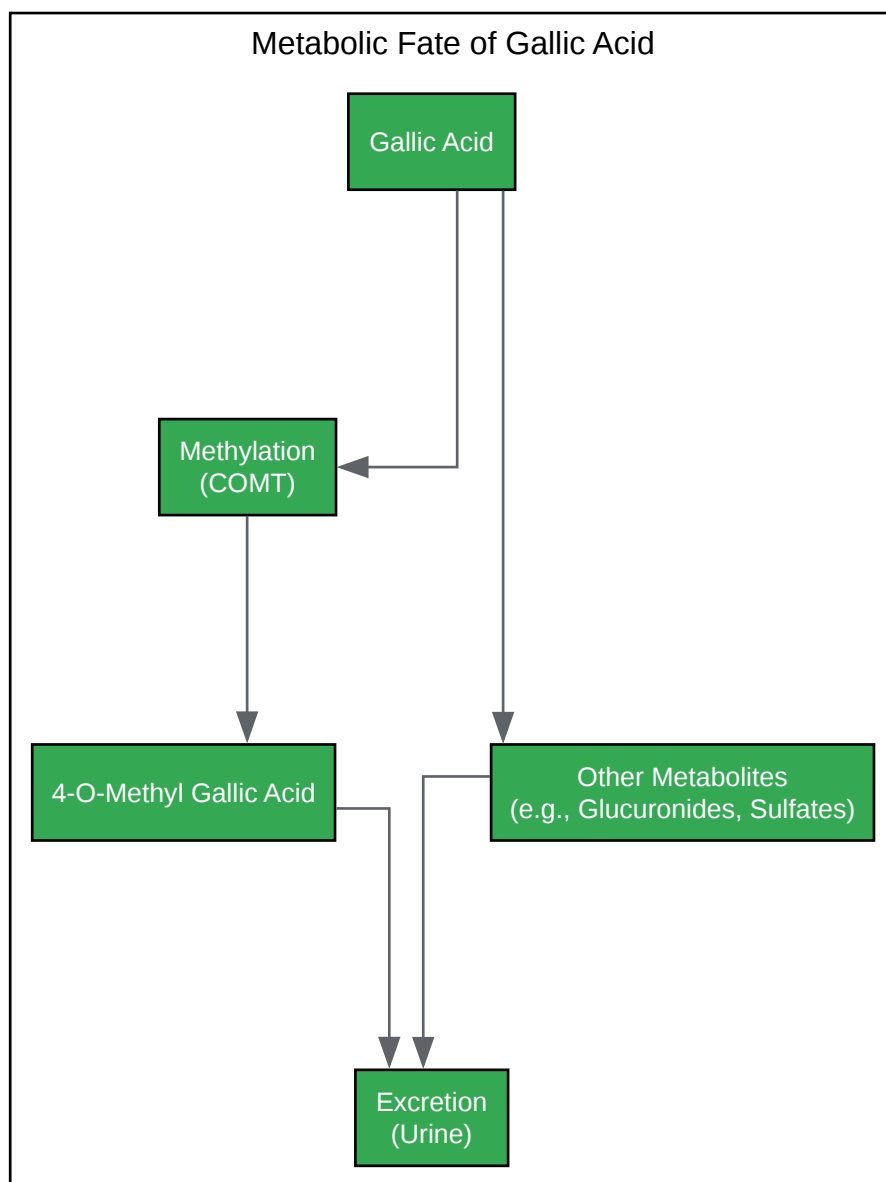 Metabolic Fate of Gallic Acid
Gallic Acid
Methylation
(COMT)
4-O-Methyl Gallic Acid
Other Metabolites
(e.g., Glucuronides, Sulfates)
Excretion
(Urine)